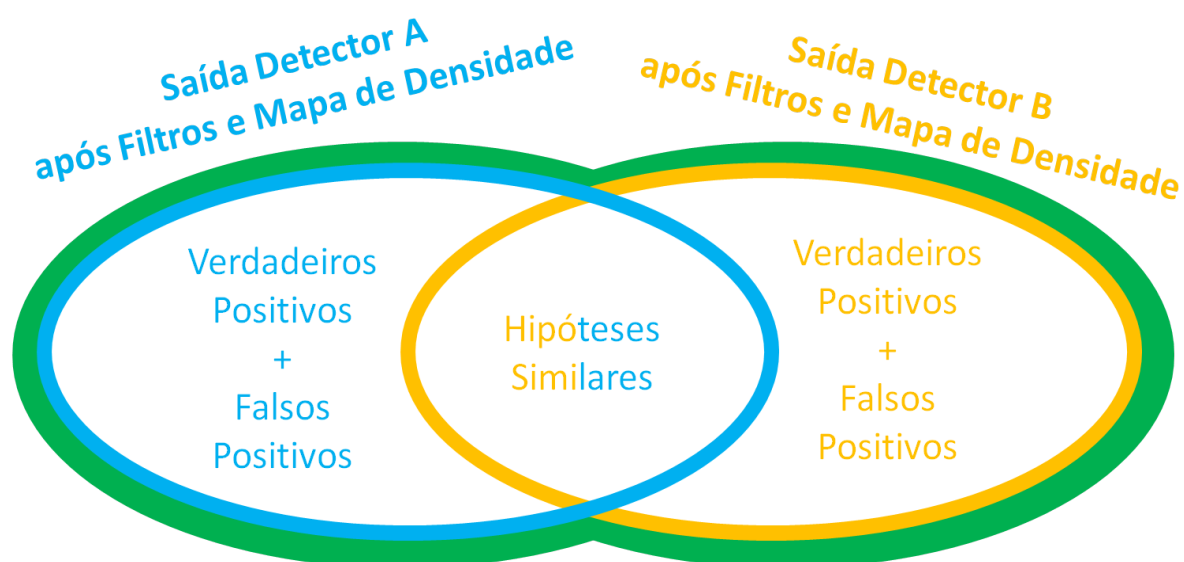 Saída Detector A
após Filtros e Mapa de Densidade
Saída Detector B
após Filtros e Mapa de Densidade
Verdadeiros
Positivos
+
Falsos
Positivos
Hipóteses
Similares
Verdadeiros
Positivos
+
Falsos
Positivos